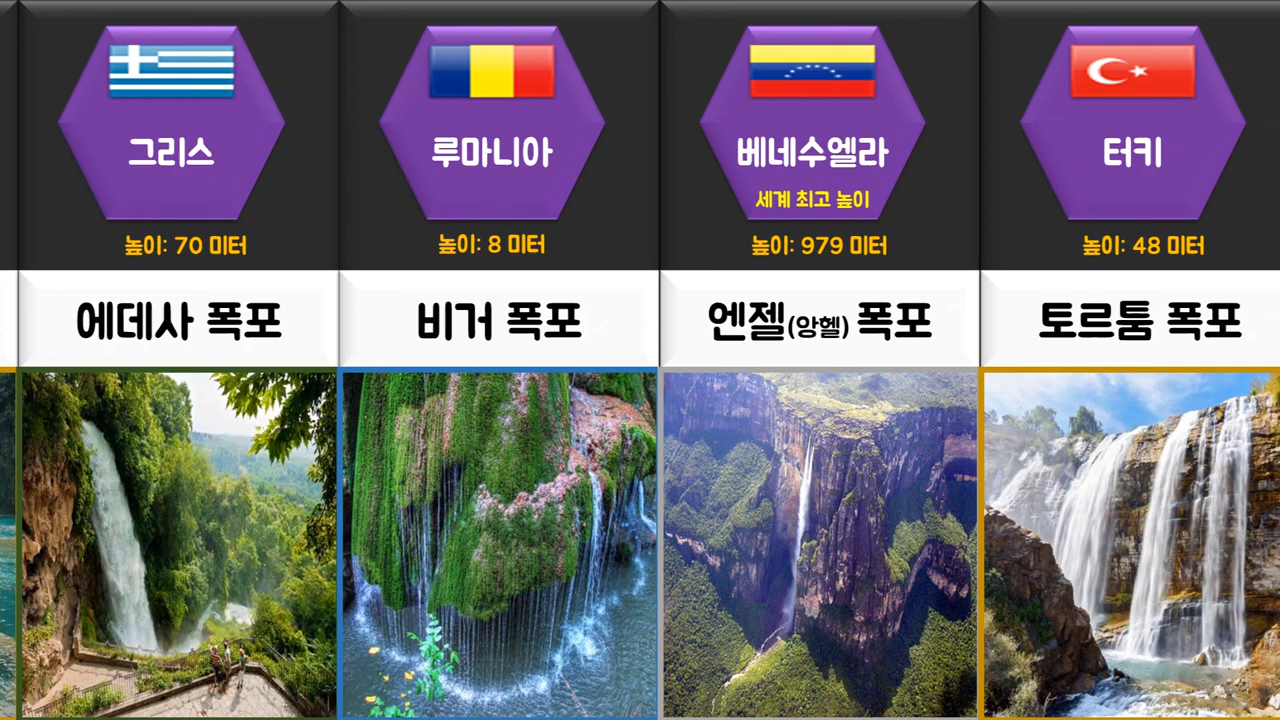 그리스
높이: 70 미터
에데사 폭포
루마니아
높이: 8 미터
비거 폭포
베네수엘라
세계 최고 높이
높이: 979 미터
엔젤(앙헬) 폭포
터키
높이: 48 미터
토르툼 폭포